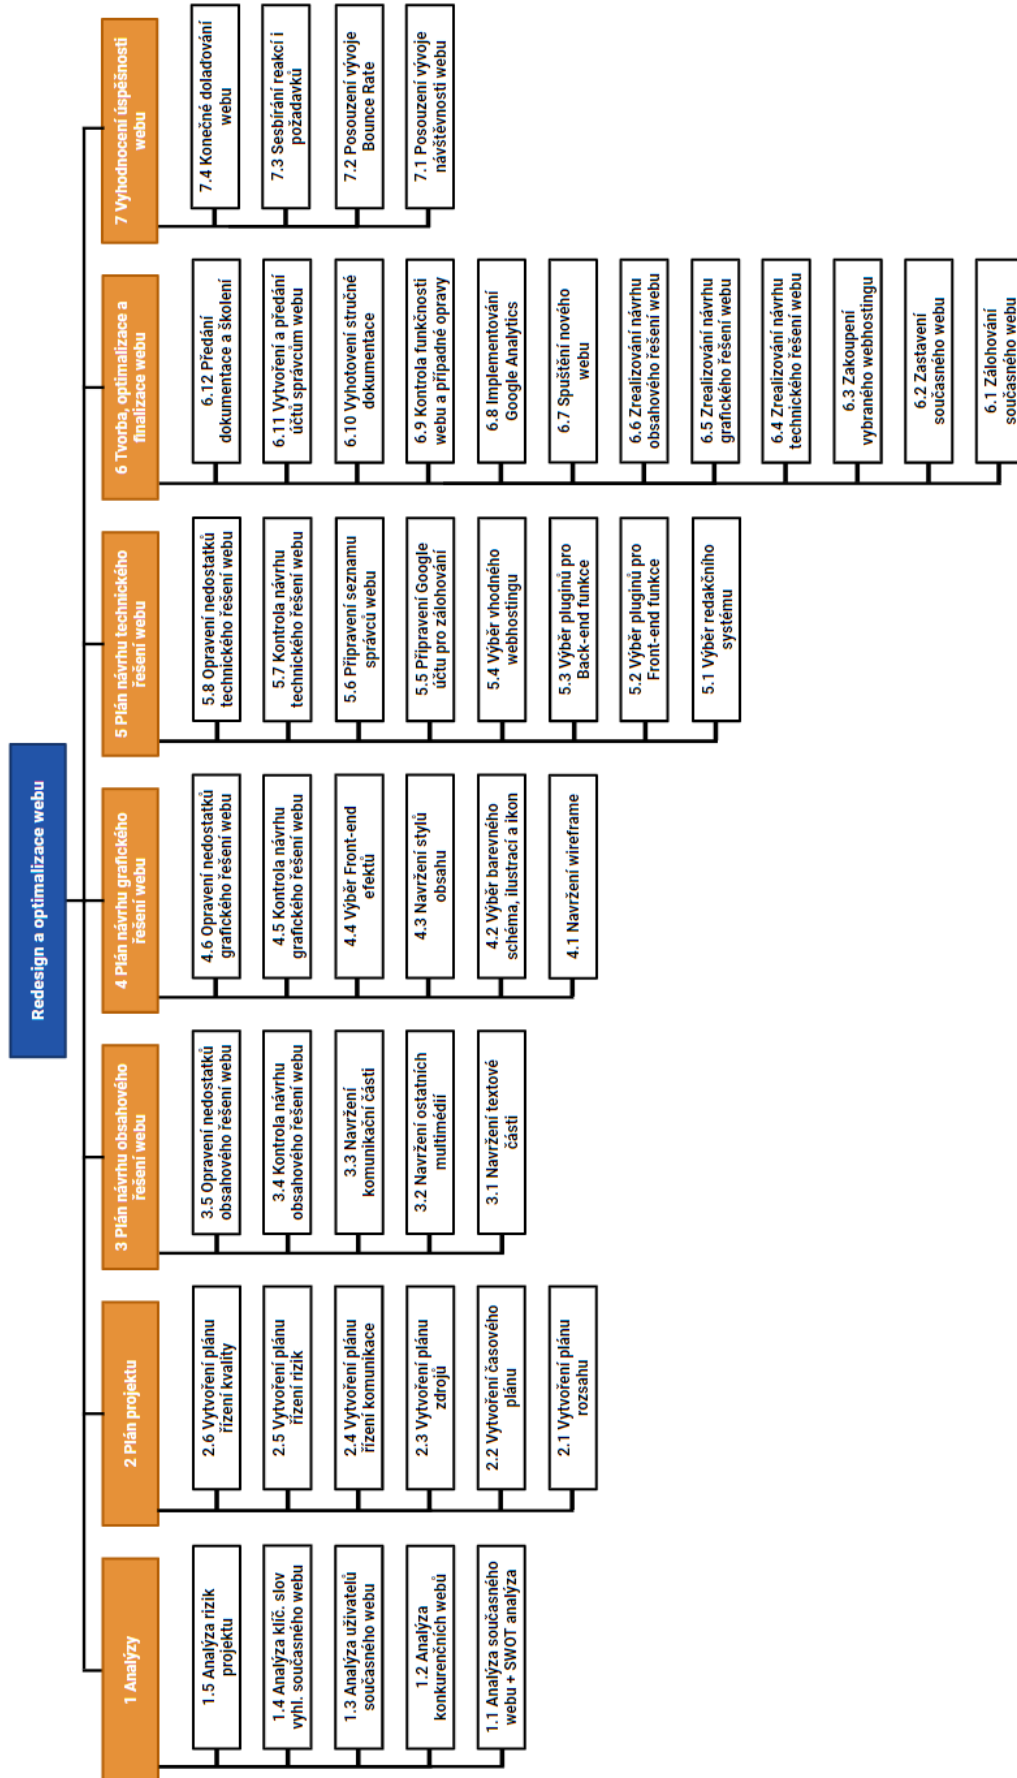 Redesign a optimalizace webu
1 Analýzy
1.5 Analýza rizik
projektu
1.4 Analýza klíč. slov
vyhl. současného webu
1.3 Analýza uživatelů
současného webu
1.2 Analýza
konkurenčních webů
1.1 Analýza současného
webu + SWOT analýza
2 Plán projektu
2.6 Vytvoření plánu
řízení kvality
2.5 Vytvoření plánu
řízení rizik
2.4 Vytvoření plánu
řízení komunikace
2.3 Vytvoření plánu
zdrojů
2.2 Vytvoření časového
plánu
2.1 Vytvoření plánu
rozsahu
3 Plán návrhu obsahového
řešení webu
3.5 Opravení nedostatků
obsahového řešení webu
3.4 Kontrola návrhu
obsahového řešení webu
3.3 Navržení
komunikační části
3.2 Navržení ostatních
multimédií
3.1 Navržení textové
části
4 Plán návrhu grafického
řešení webu
4.6 Opravení nedostatků
grafického řešení webu
4.5 Kontrola návrhu
grafického řešení webu
4.4 Výběr Front-end
efektů
4.3 Navržení stylů
obsahu
4.2 Výběr barevného
schéma, ilustrací a ikon
4.1 Navržení wireframe
5 Plán návrhu technického
řešení webu
5.8 Opravení nedostatků
technického řešení webu
5.7 Kontrola návrhu
technického řešení webu
5.6 Připravení seznamu
správců webu
5.5 Připravení Google
účtu pro zálohování
5.4 Výběr vhodného
webhostingu
5.3 Výběr pluginů pro
Back-end funkce
5.2 Výběr pluginů pro
Front-end funkce
5.1 Výběr redakčního
systému
6 Tvorba, optimalizace a
finalizace webu
6.12 Předání
dokumentace a školení
6.11 Vytvoření a předání
účtů správcům webu
6.10 Vyhotovení stručné
dokumentace
6.9 Kontrola funkčnosti
webu a případné opravy
6.8 Implementování
Google Analytics
6.7 Spuštění nového
webu
6.6 Zrealizování návrhu
obsahového řešení webu
6.5 Zrealizování návrhu
grafického řešení webu
6.4 Zrealizování návrhu
technického řešení webu
6.3 Zakoupení
vybraného webhostingu
6.2 Zastavení
současného webu
6.1 Zálohování
současného webu
7 Vyhodnocení úspěšnosti
webu
7.4 Konečné dolaďování
webu
7.3 Sesbírání reakcí i
požadavků
7.2 Posouzení vývoje
Bounce Rate
7.1 Posouzení vývoje
návštěvnosti webu